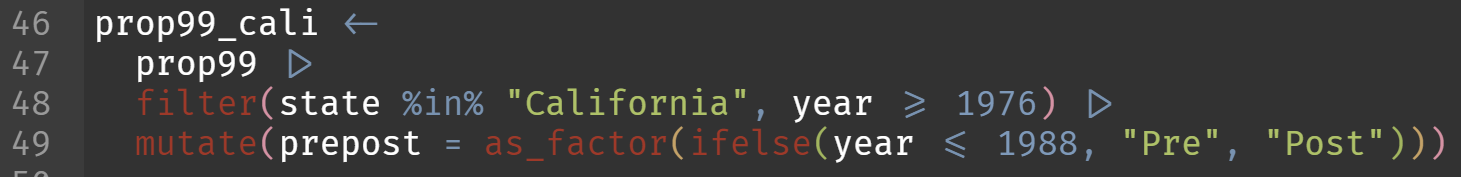 46 prop99_cali <-
47 prop99 |>
48 filter(state %in% "California", year >= 1976) |>
49 mutate(prepost = as_factor(ifelse(year <= 1988, "Pre", "Post")))